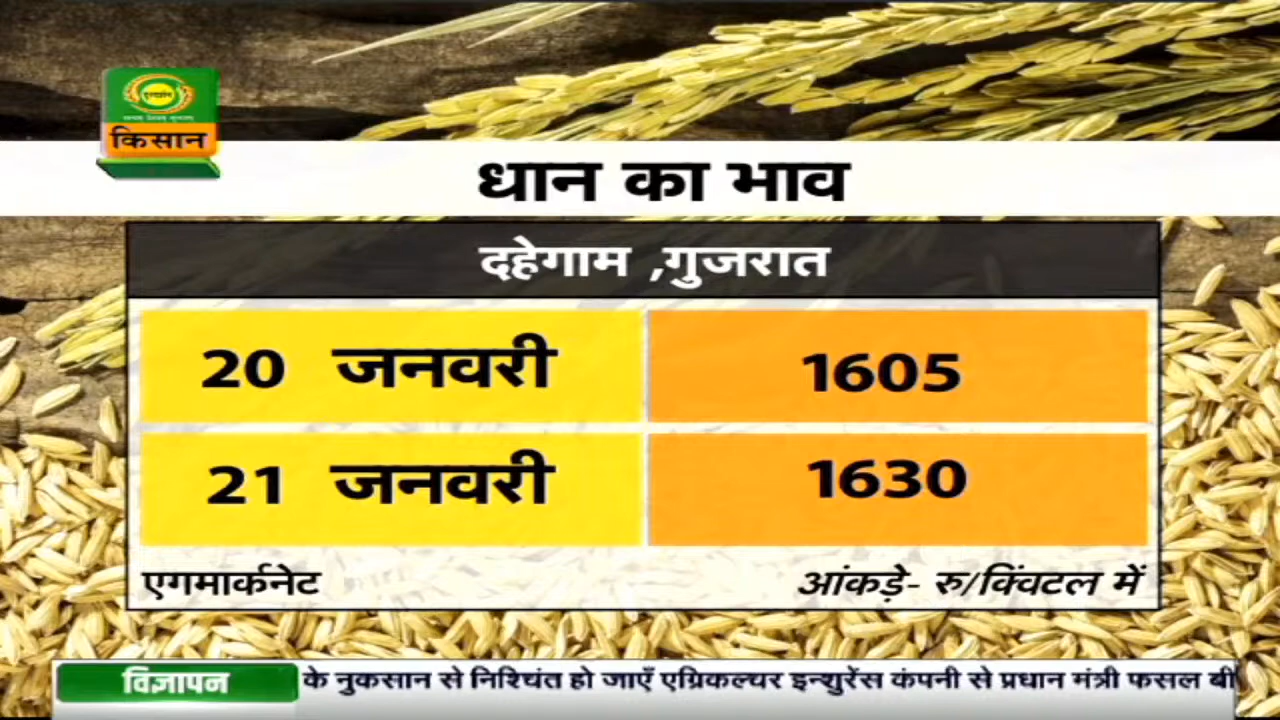 किसान
धान का भाव
दहेगाम ,गुजरात
20 जनवरी 1605
21 जनवरी 1630
एगमार्कनेट आंकड़े- रु/क्विंटल में
विज्ञापन के नुकसान से निश्चिंत हो जाएँ एग्रिकल्चर इन्शुरेंस कंपनी से प्रधान मंत्री फसल बी